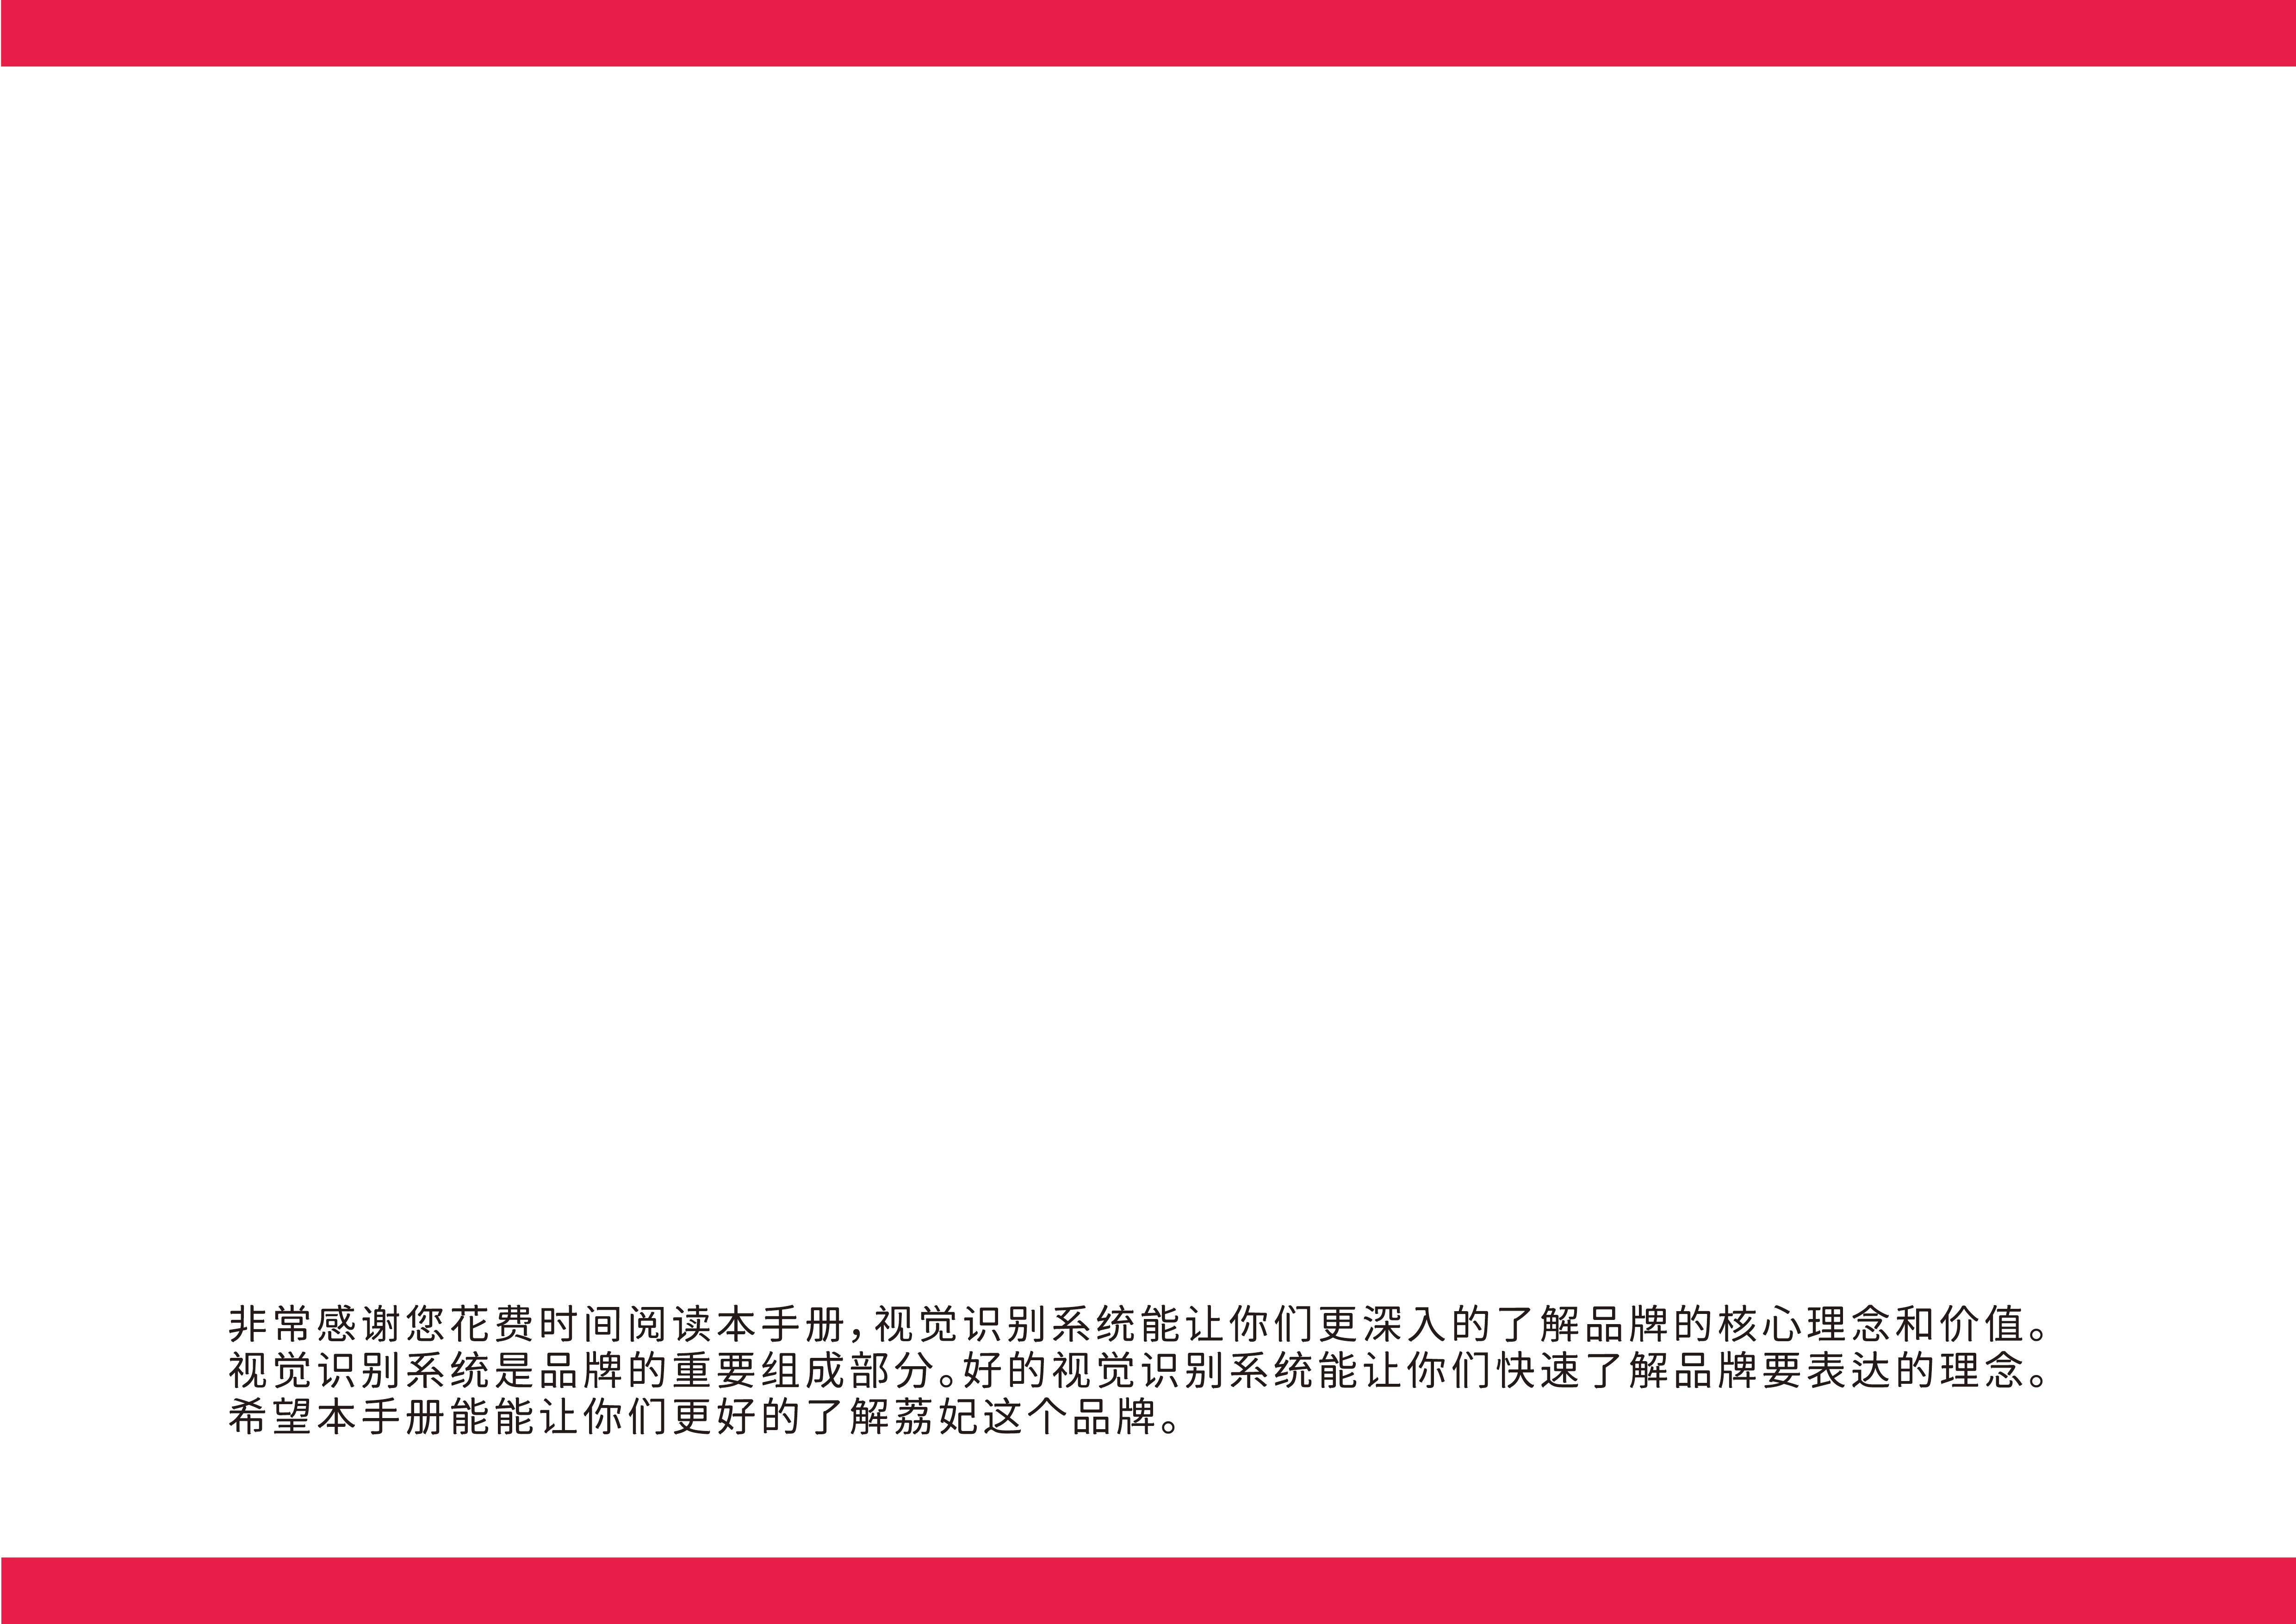 非常感谢您花费时间阅读本手册，视觉识别系统能让你们更深入的了解品牌的核心理念和价值。
视觉识别系统是品牌的重要组成部分。好的视觉识别系统能让你们快速了解品牌要表达的理念。
希望本手册能能让你们更好的了解荔妃这个品牌。